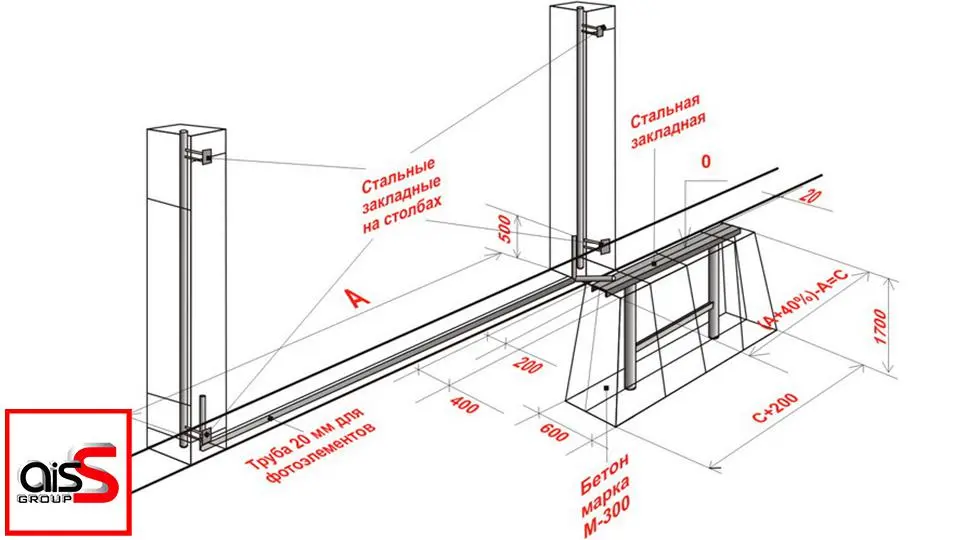 Стальная
закладная
0
20
Стальные
закладные
на столбах
500
А
(А+40%)-А=С
1700
200
400
600
С+200
Труба 20 мм для
фотоэлементов
Бетон
марка
М-300
aisS
GROUP